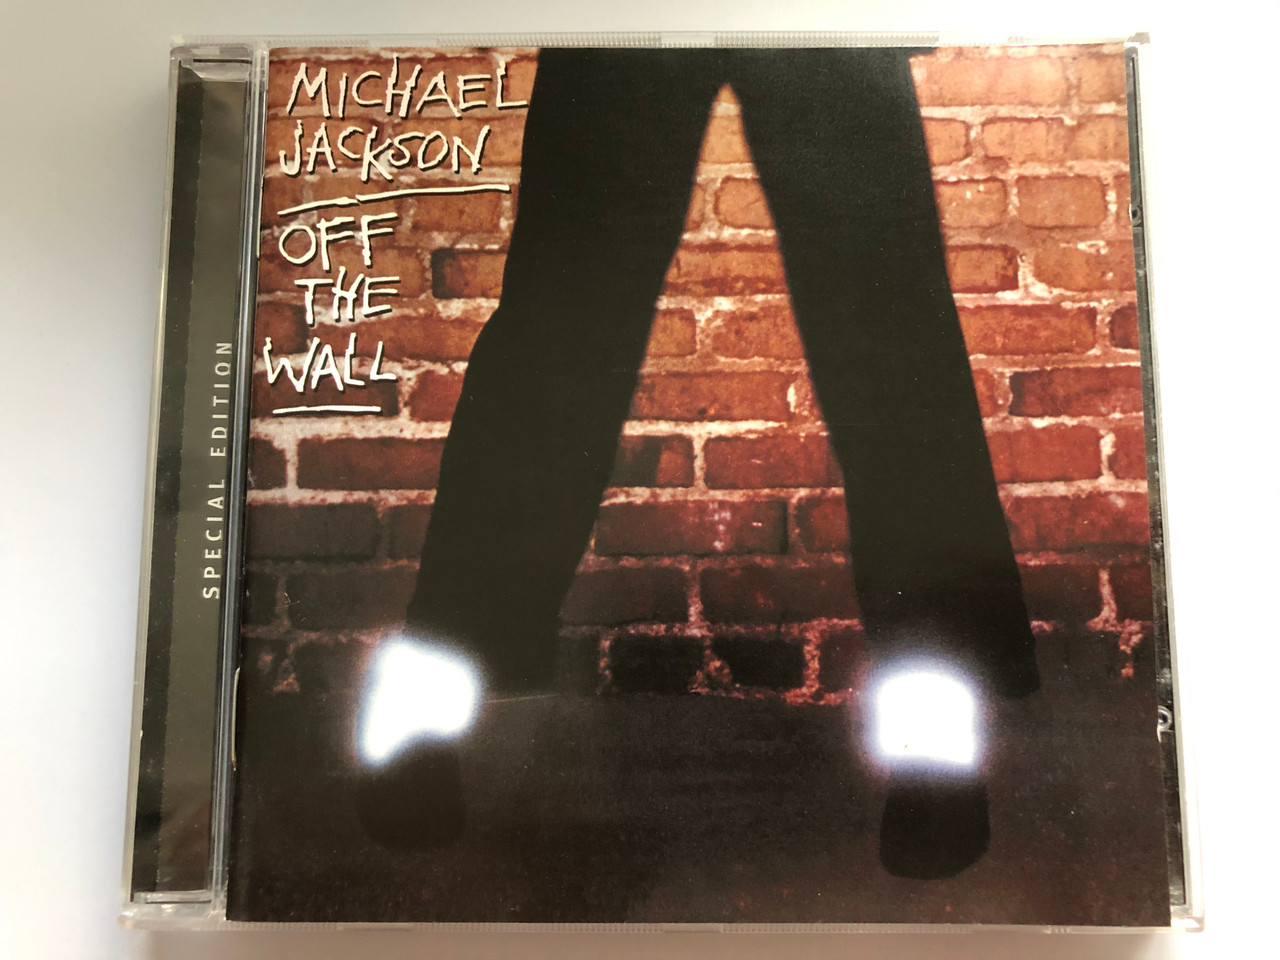 MICHAEL
JACKSON
OFF
THE
WALL
SPECIAL EDITION